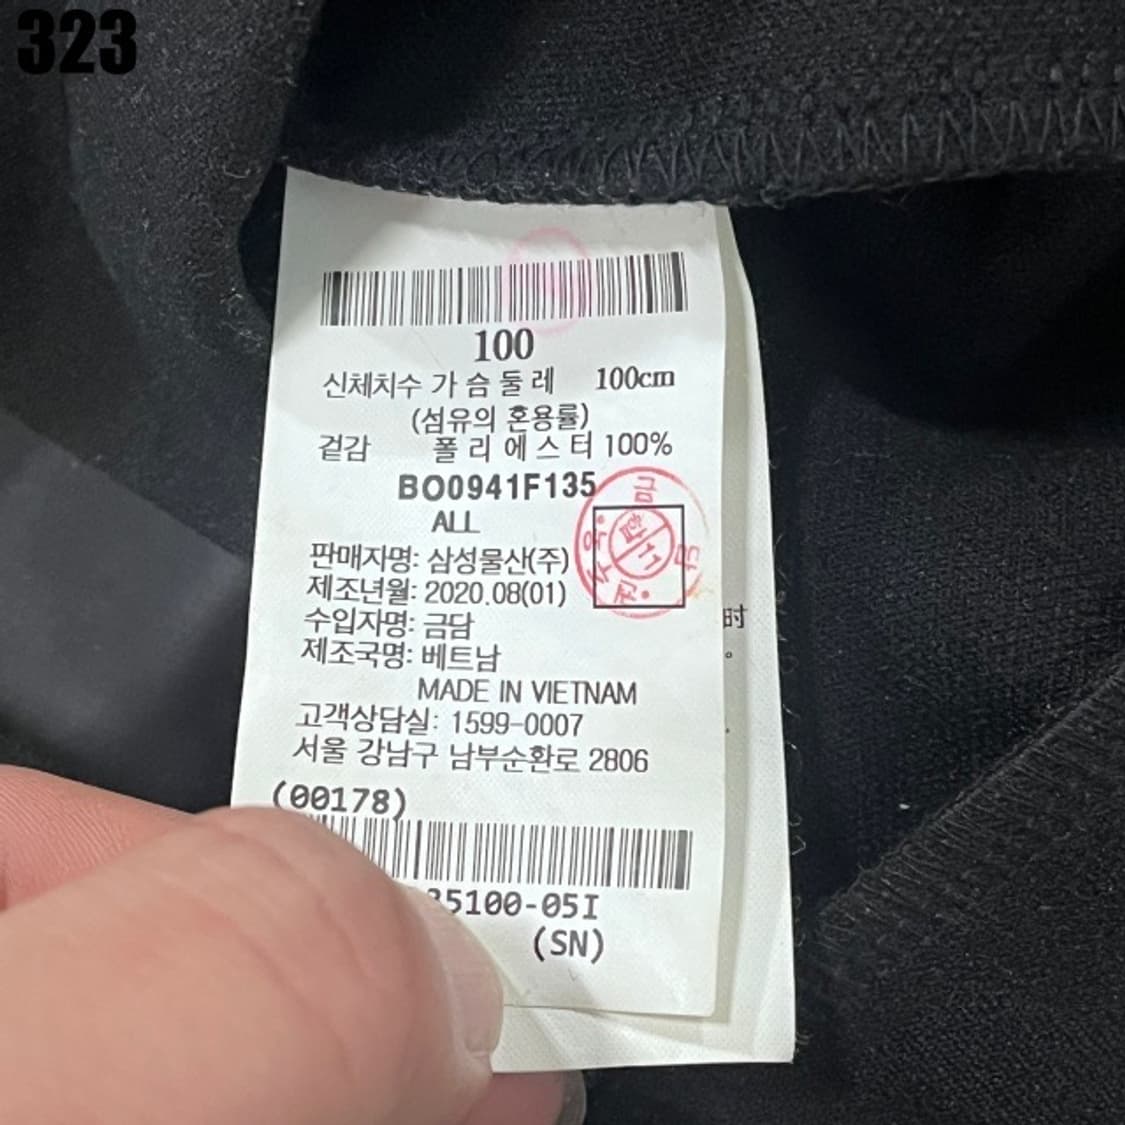 323
100
신체치수 가슴둘레 100cm
(섬유의 혼용률)
겉감 폴리에스터 100%
BO0941F135
ALL
판매자명: 삼성물산(주)
제조년월: 2020.08(01)
수입자명: 금담
제조국명: 베트남
MADE IN VIETNAM
고객상담실: 1599-0007
서울 강남구 남부순환로 2806
(00178)
35100-05I
(SN)
时
。